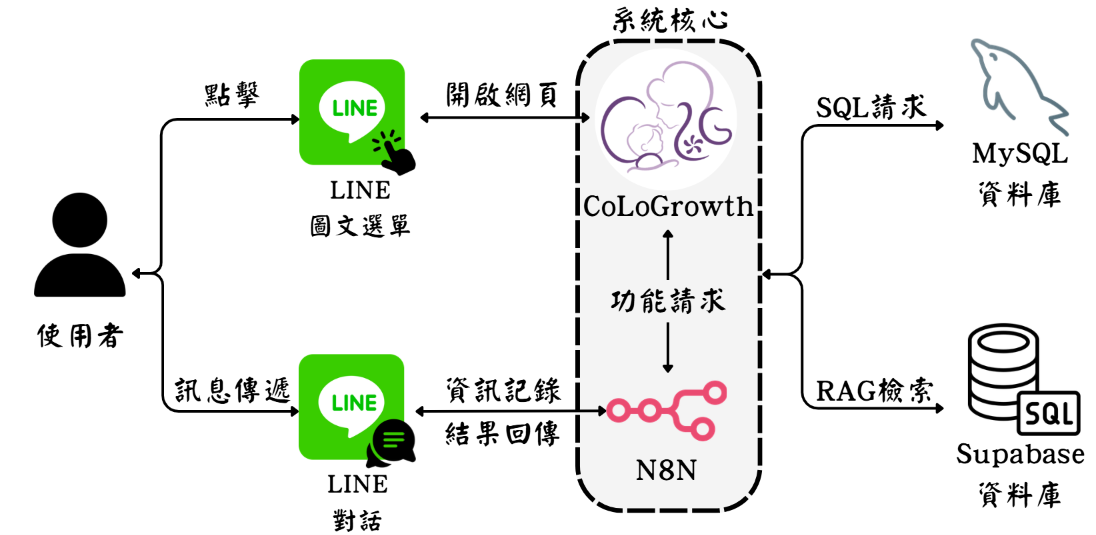 系統核心
點擊
LINE
LINE
圖文選單
開啟網頁
CoLoGrowth
SQL請求
MySQL
資料庫
使用者
功能請求
訊息傳遞
LINE
LINE
對話
資訊記錄
結果回傳
N8N
RAG檢索
SQL
Supabase
資料庫